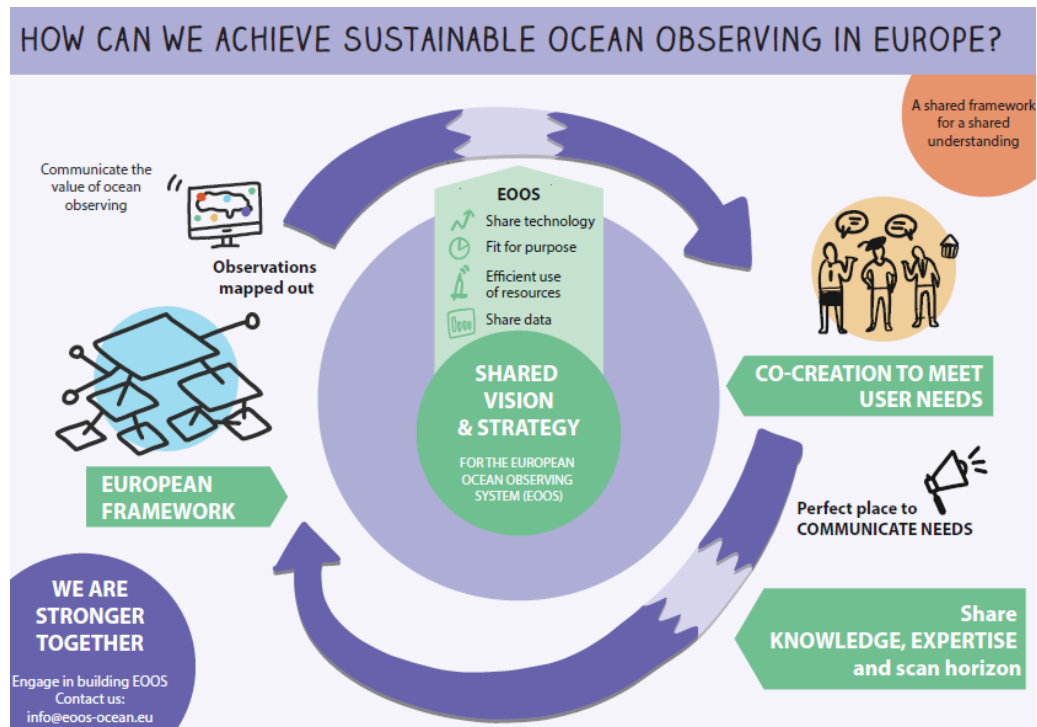 HOW CAN WE ACHIEVE SUSTAINABLE OCEAN OBSERVING IN EUROPE?
A shared framework
for a shared
understanding
Communicate the
value of ocean
observing
Observations
mapped out
EOOS
Share technology
Fit for purpose
Efficient use
of resources
Share data
SHARED
VISION
& STRATEGY
FOR THE EUROPEAN
OCEAN OBSERVING
SYSTEM (EOOS)
CO-CREATION TO MEET
USER NEEDS
EUROPEAN
FRAMEWORK
Perfect place to
COMMUNICATE NEEDS
Share
KNOWLEDGE, EXPERTISE
and scan horizon
WE ARE
STRONGER
TOGETHER
Engage in building EOOS
Contact us:
info@eoos-ocean.eu